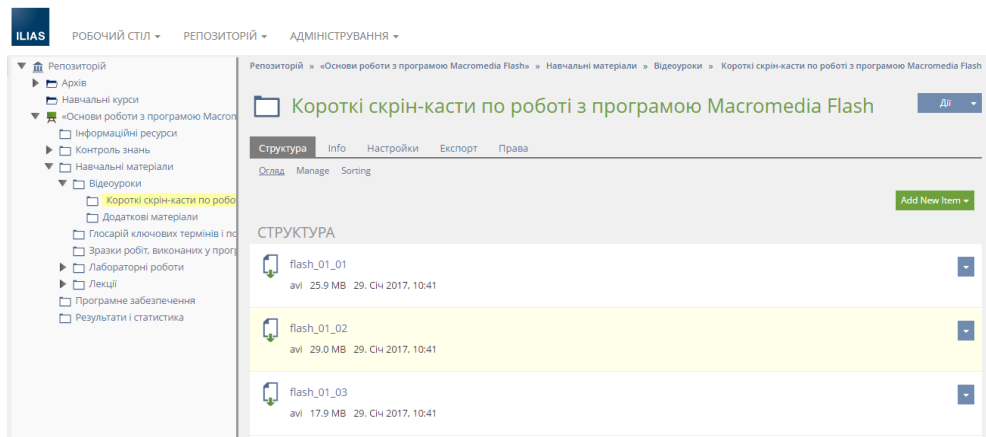 ILIAS
РОБОЧИЙ СТІЛ РЕПОЗИТОРІЙ АДМІНІСТРУВАННЯ
Репозиторій
Архів
Навчальні курси
«Основи роботи з програмою Macrom
Інформаційні ресурси
Контроль знань
Навчальні матеріали
Відеоуроки
Короткі скрін-касти по робо
Додаткові матеріали
Глосарій ключових термінів і по
Зразки робіт, виконаних у прогр
Лабораторні роботи
Лекції
Програмне забезпечення
Результати і статистика
Репозиторій » «Основи роботи з програмою Macromedia Flash» » Навчальні матеріали » Відеоуроки » Короткі скрін-касти по роботі з програмою Macromedia Flash
Короткі скрін-касти по роботі з програмою Macromedia Flash
Дії
Структура Info Настройки Експорт Права
Огляд Manage Sorting
Add New Item
СТРУКТУРА
flash_01_01
avi 25.9 MB 29. Січ 2017, 10:41
flash_01_02
avi 29.0 MB 29. Січ 2017, 10:41
flash_01_03
avi 17.9 MB 29. Січ 2017, 10:41